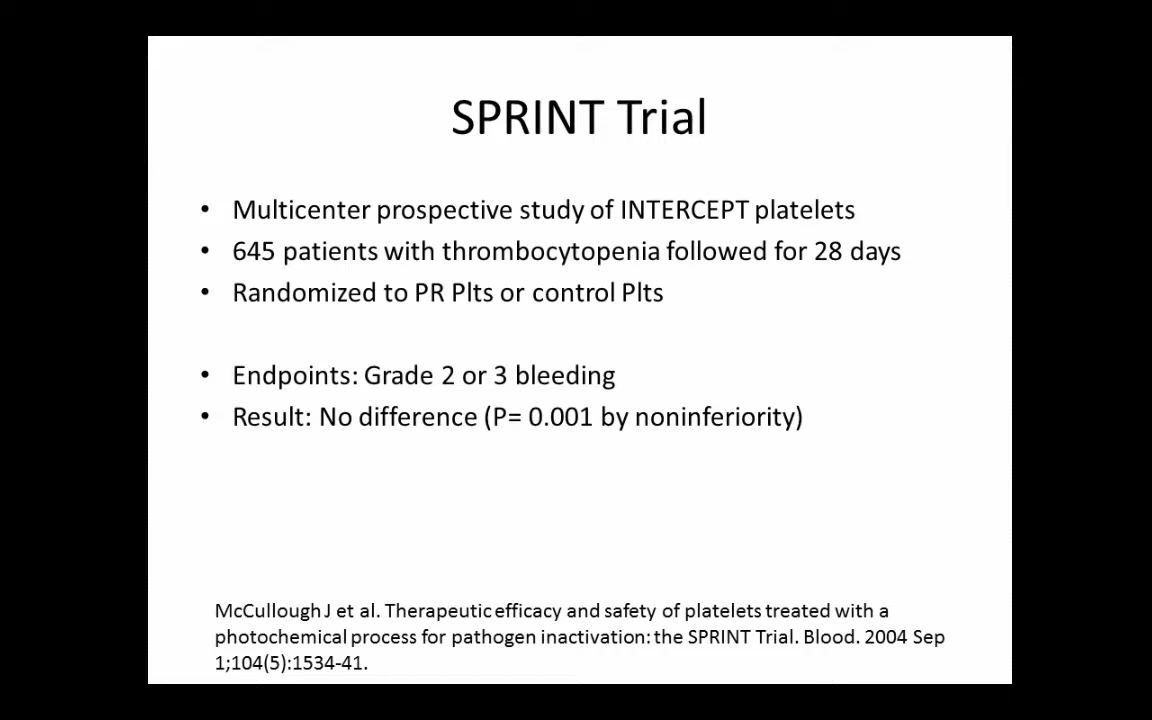 SPRINT Trial
• Multicenter prospective study of INTERCEPT platelets
• 645 patients with thrombocytopenia followed for 28 days
• Randomized to PR Plts or control Plts
• Endpoints: Grade 2 or 3 bleeding
• Result: No difference (P= 0.001 by noninferiority)
McCullough J et al. Therapeutic efficacy and safety of platelets treated with a
photochemical process for pathogen inactivation: the SPRINT Trial. Blood. 2004 Sep
1;104(5):1534-41.